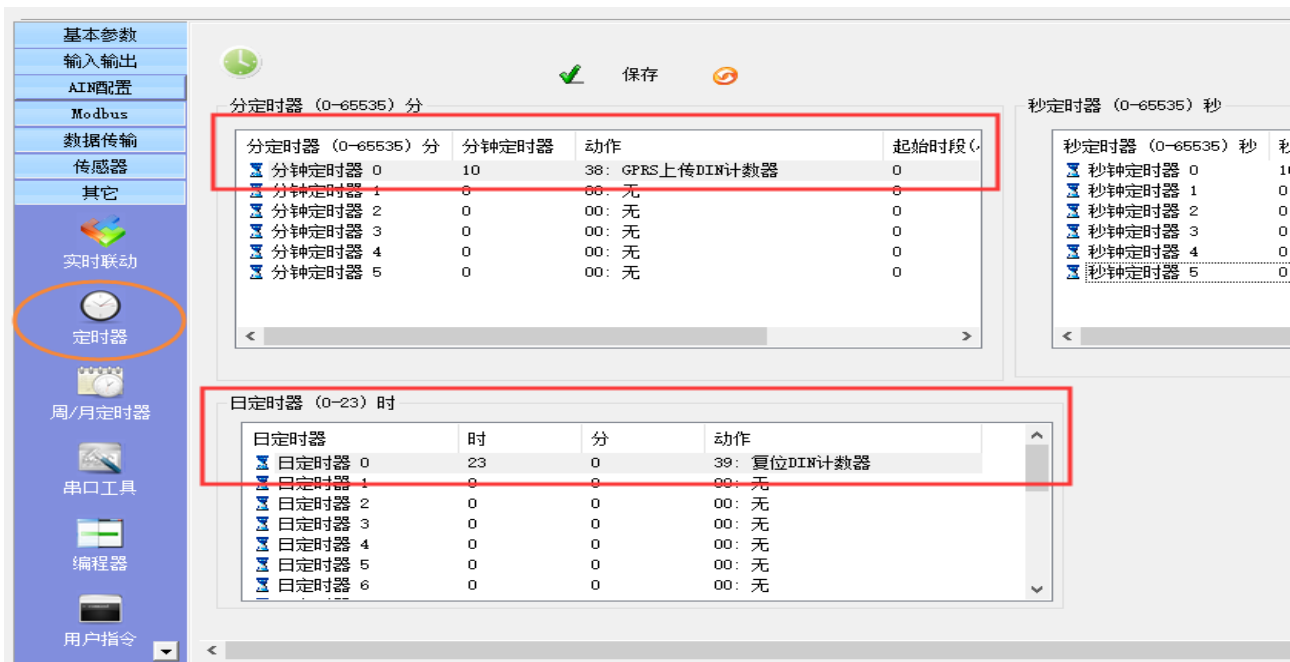 基本参数
输入输出
AIN配置
Modbus
数据传输
传感器
其它
实时联动
定时器
周/月定时器
串口工具
编程器
用户指令
保存
分定时器 (0-65535) 分
分定时器 (0-65535) 分 分钟定时器 动作 起始时段(
分钟定时器 0 10 38: GPRS上传DIN计数器 0
分钟定时器 1 0 00: 无 0
分钟定时器 2 0 00: 无 0
分钟定时器 3 0 00: 无 0
分钟定时器 4 0 00: 无 0
分钟定时器 5 0 00: 无 0
秒定时器 (0-65535) 秒
秒定时器 (0-65535) 秒
秒钟定时器 0
秒钟定时器 1 0
秒钟定时器 2 0
秒钟定时器 3 0
秒钟定时器 4 0
秒钟定时器 5 0
日定时器 (0-23) 时
日定时器 时 分 动作
日定时器 0 23 0 39: 复位DIN计数器
日定时器 1 0 0 00: 无
日定时器 2 0 0 00: 无
日定时器 3 0 0 00: 无
日定时器 4 0 0 00: 无
日定时器 5 0 0 00: 无
日定时器 6 0 0 00: 无